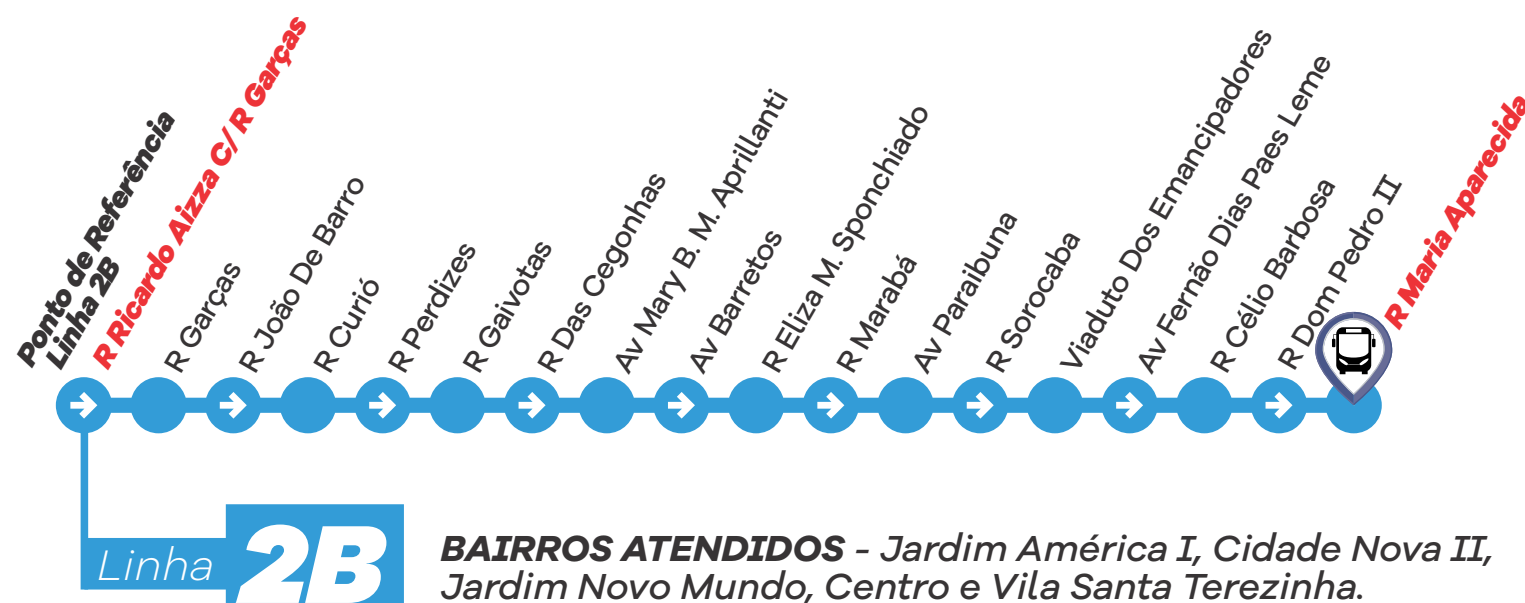 Ponto de Referência
Linha 2B
R Ricardo Aizza C/ R Garças
R Garças
R João De Barro
R Curió
R Perdizes
R Gaivotas
R Das Cegonhas
Av Mary B. M. Aprillanti
Av Barretos
R Eliza M. Sponchiado
R Marabá
Av Paraibuna
R Sorocaba
Viaduto Dos Emancipadores
Av Fernão Dias Paes Leme
R Célio Barbosa
R Dom Pedro II
R Maria Aparecida
Linha 2B
BAIRROS ATENDIDOS - Jardim América I, Cidade Nova II,
Jardim Novo Mundo, Centro e Vila Santa Terezinha.